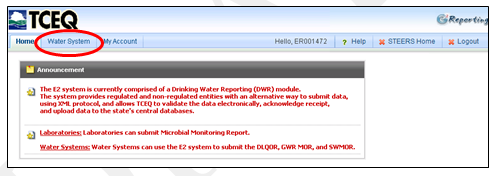 TCEQ
eReporting
Home Water System My Account Hello, ER001472 ? Help STEERS Home Logout
Announcement
The E2 system is currently comprised of a Drinking Water Reporting (DWR) module.
The system provides regulated and non-regulated entities with an alternative way to submit data,
using XML protocol, and allows TCEQ to validate the data electronically, acknowledge receipt,
and upload data to the state's central databases.
Laboratories: Laboratories can submit Microbial Monitoring Report.
Water Systems: Water Systems can use the E2 system to submit the DLQOR, GWR MOR, and SWMOR.